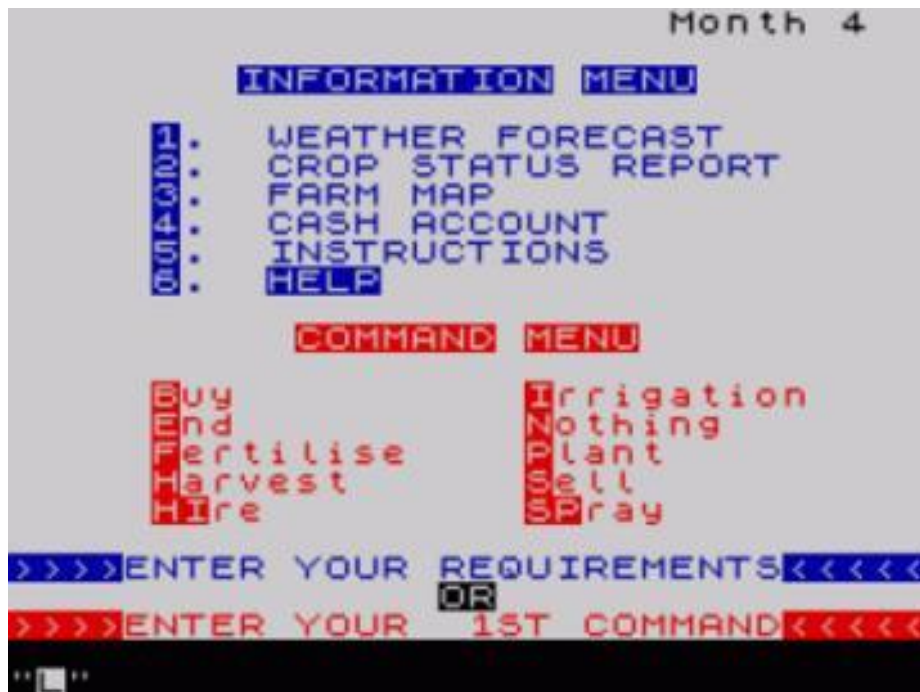 Month 4
INFORMATION MENU
1. WEATHER FORECAST
2. CROP STATUS REPORT
3. FARM MAP
4. CASH ACCOUNT
5. INSTRUCTIONS
6. HELP
COMMAND MENU
Buy Irrigation
End Nothing
Fertilise Plant
Harvest Sell
HIre SPray
>>>>ENTER YOUR REQUIREMENTS<<<<<
OR
>>>>ENTER YOUR 1ST COMMAND<<<<<
"L"